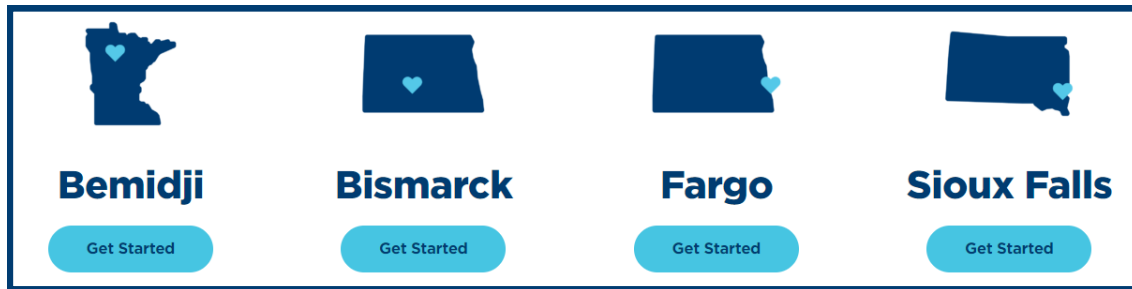 Bemidji
Bismarck
Fargo
Sioux Falls
Get Started
Get Started
Get Started
Get Started